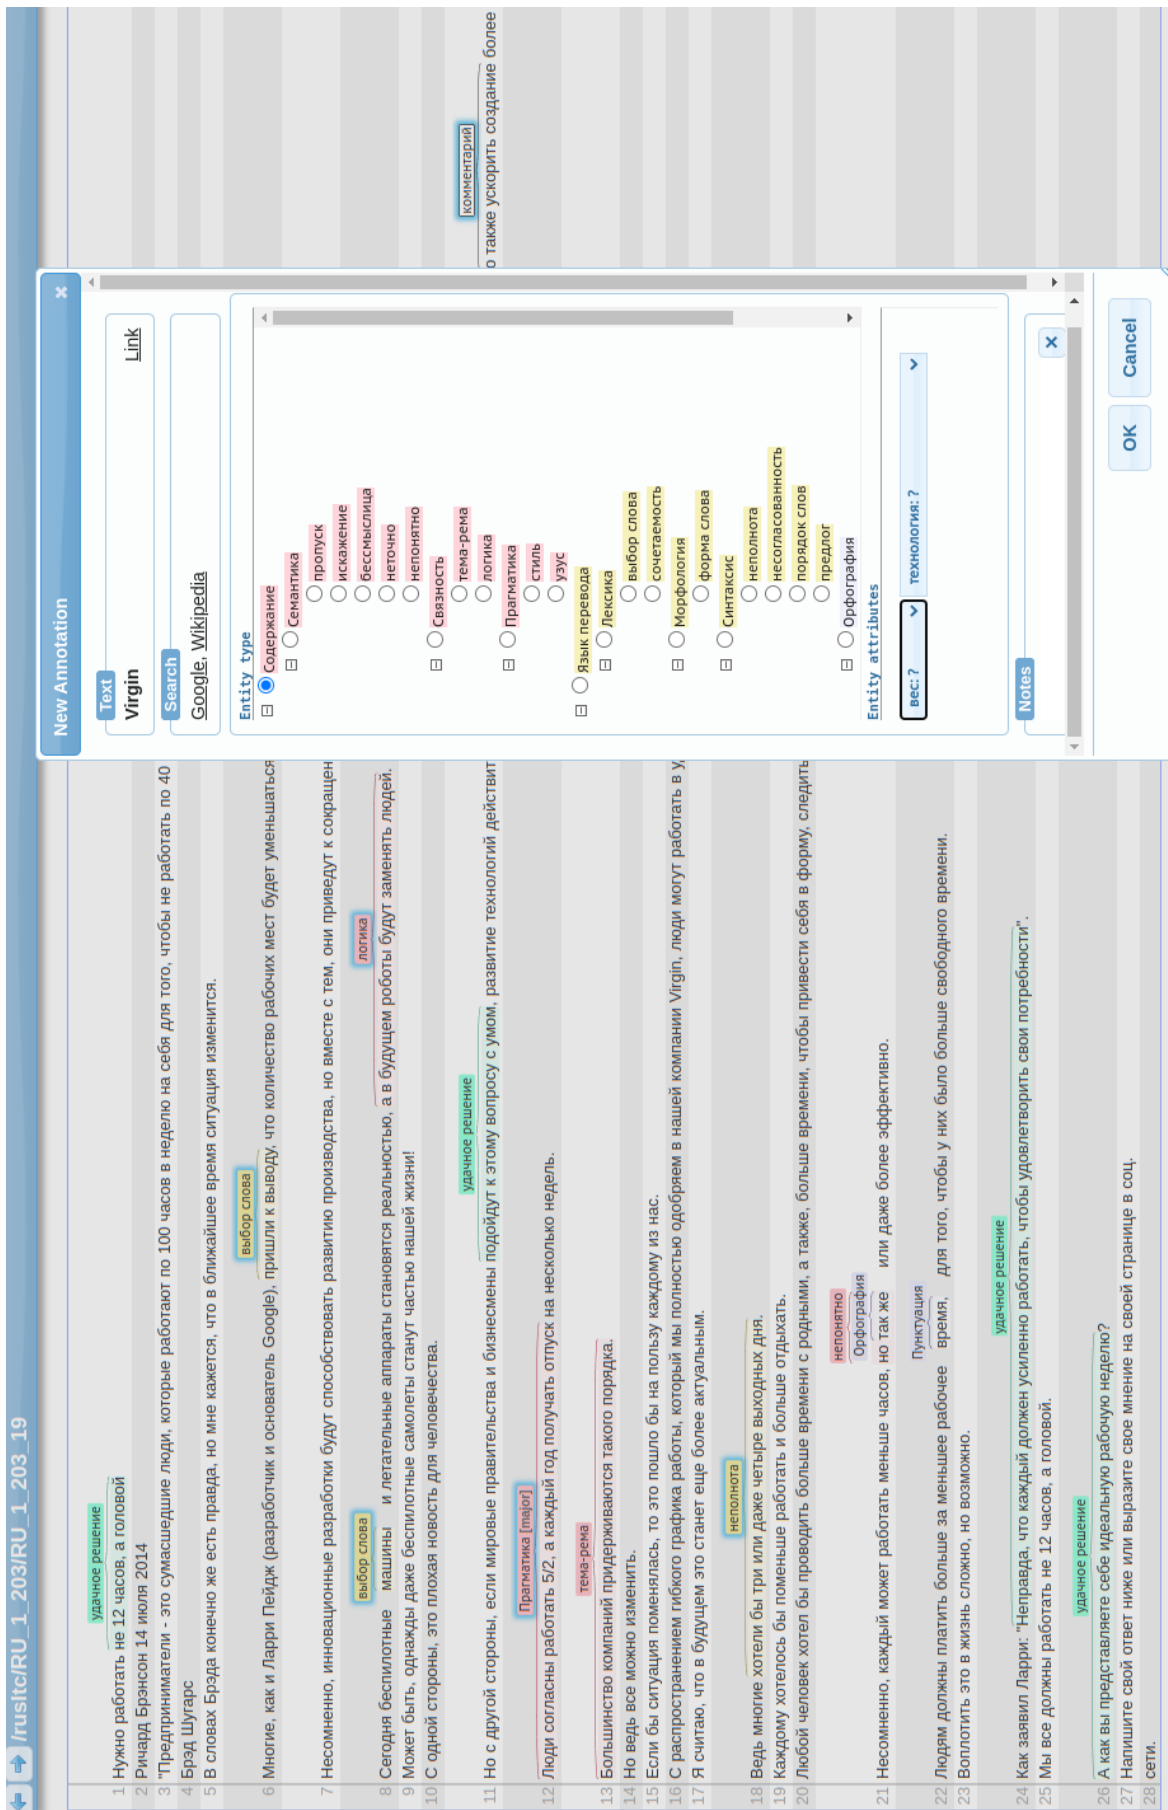 /rusltc/RU_1_203/RU_1_203_19
удачное решение
1 Нужно работать не 12 часов, а головой
2 Ричард Брэнсон 14 июля 2014
3 "Предприниматели - это сумасшедшие люди, которые работают по 100 часов в неделю на себя для того, чтобы не работать по 40
4 Брэд Шугарс
5 В словах Брэда конечно же есть правда, но мне кажется, что в ближайшее время ситуация изменится.
выбор слова
6 Многие, как и Ларри Пейдж (разработчик и основатель Google), пришли к выводу, что количество рабочих мест будет уменьшаться
7 Несомненно, инновационные разработки будут способствовать развитию производства, но вместе с тем, они приведут к сокращен
выбор слова логика
8 Сегодня беспилотные машины и летательные аппараты становятся реальностью, а в будущем роботы будут заменять людей.
9 Может быть, однажды даже беспилотные самолеты станут частью нашей жизни!
10 С одной стороны, это плохая новость для человечества.
удачное решение комментарий
11 Но с другой стороны, если мировые правительства и бизнесмены подойдут к этому вопросу с умом, развитие технологий действит
о также ускорить создание более
Прагматика [major]
12 Люди согласны работать 5/2, а каждый год получать отпуск на несколько недель.
тема-рема
13 Большинство компаний придерживаются такого порядка.
14 Но ведь все можно изменить.
15 Если бы ситуация поменялась, то это пошло бы на пользу каждому из нас.
16 С распространением гибкого графика работы, который мы полностью одобряем в нашей компании Virgin, люди могут работать в у
17 Я считаю, что в будущем это станет еще более актуальным.
неполнота
18 Ведь многие хотели бы три или даже четыре выходных дня.
19 Каждому хотелось бы поменьше работать и больше отдыхать.
20 Любой человек хотел бы проводить больше времени с родными, а также, больше времени, чтобы привести себя в форму, следить
непонятно
Орфография
21 Несомненно, каждый может работать меньше часов, но так же или даже более эффективно.
Пунктуация
22 Людям должны платить больше за меньшее рабочее время, для того, чтобы у них было больше свободного времени.
23 Воплотить это в жизнь сложно, но возможно.
удачное решение
24 Как заявил Ларри: "Неправда, что каждый должен усиленно работать, чтобы удовлетворить свои потребности".
25 Мы все должны работать не 12 часов, а головой.
удачное решение
26 А как вы представляете себе идеальную рабочую неделю?
27 Напишите свой ответ ниже или выразите свое мнение на своей странице в соц.
28 сети.
New Annotation
Text
Virgin Link
Search
Google, Wikipedia
Entity type
Содержание
Семантика
пропуск
искажение
бессмыслица
неточно
непонятно
Связность
тема-рема
логика
Прагматика
стиль
узус
Язык перевода
Лексика
выбор слова
сочетаемость
Морфология
форма слова
Синтаксис
неполнота
несогласованность
порядок слов
предлог
Орфография
Entity attributes
вес: ? технология: ?
Notes
OK Cancel